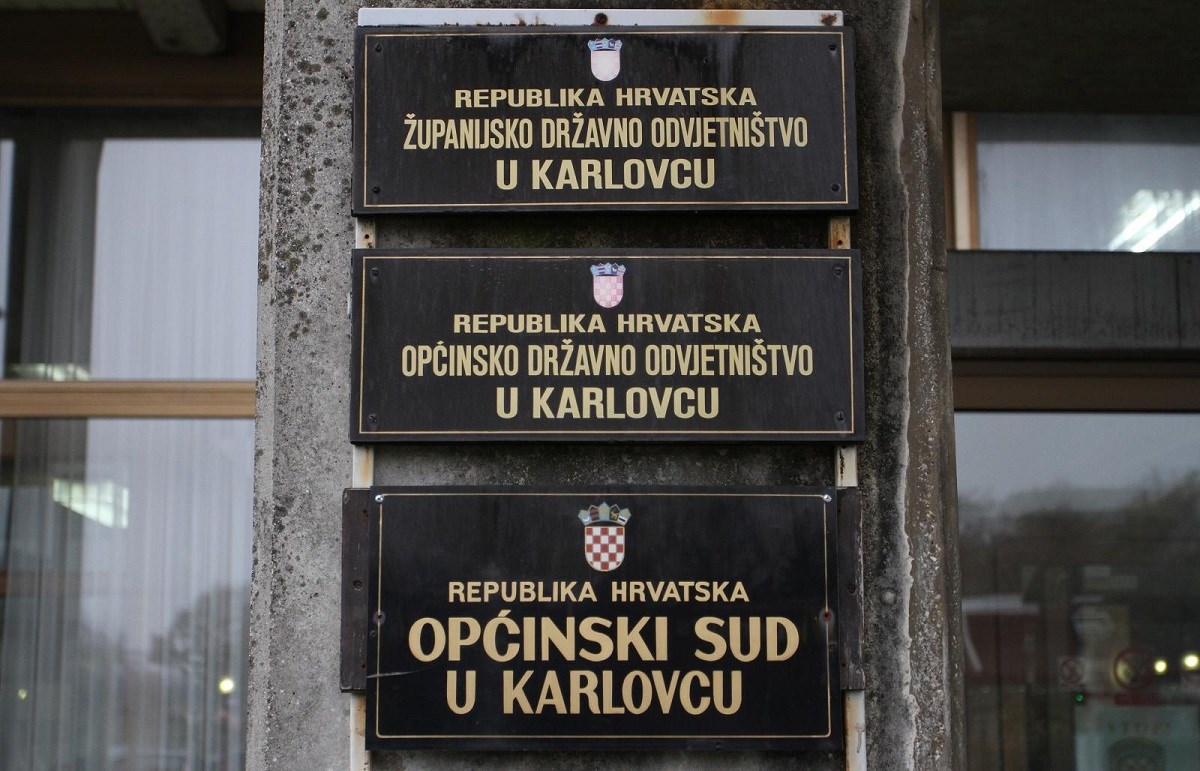 REPUBLIKA HRVATSKA
ŽUPANIJSKO DRŽAVNO ODVJETNIŠTVO
U KARLOVCU
REPUBLIKA HRVATSKA
OPĆINSKO DRŽAVNO ODVJETNIŠTVO
U KARLOVCU
REPUBLIKA HRVATSKA
OPĆINSKI SUD
U KARLOVCU